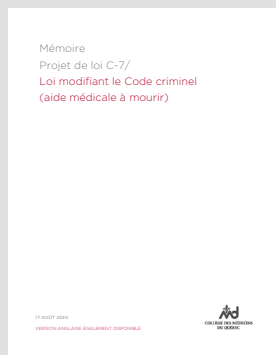 Mémoire
Projet de loi C-7/
Loi modifiant le Code criminel
(aide médicale à mourir)
17 AOÛT 2020
VERSION ANGLAISE ÉGALEMENT DISPONIBLE
COLLÈGE DES MÉDECINS
DU QUÉBEC